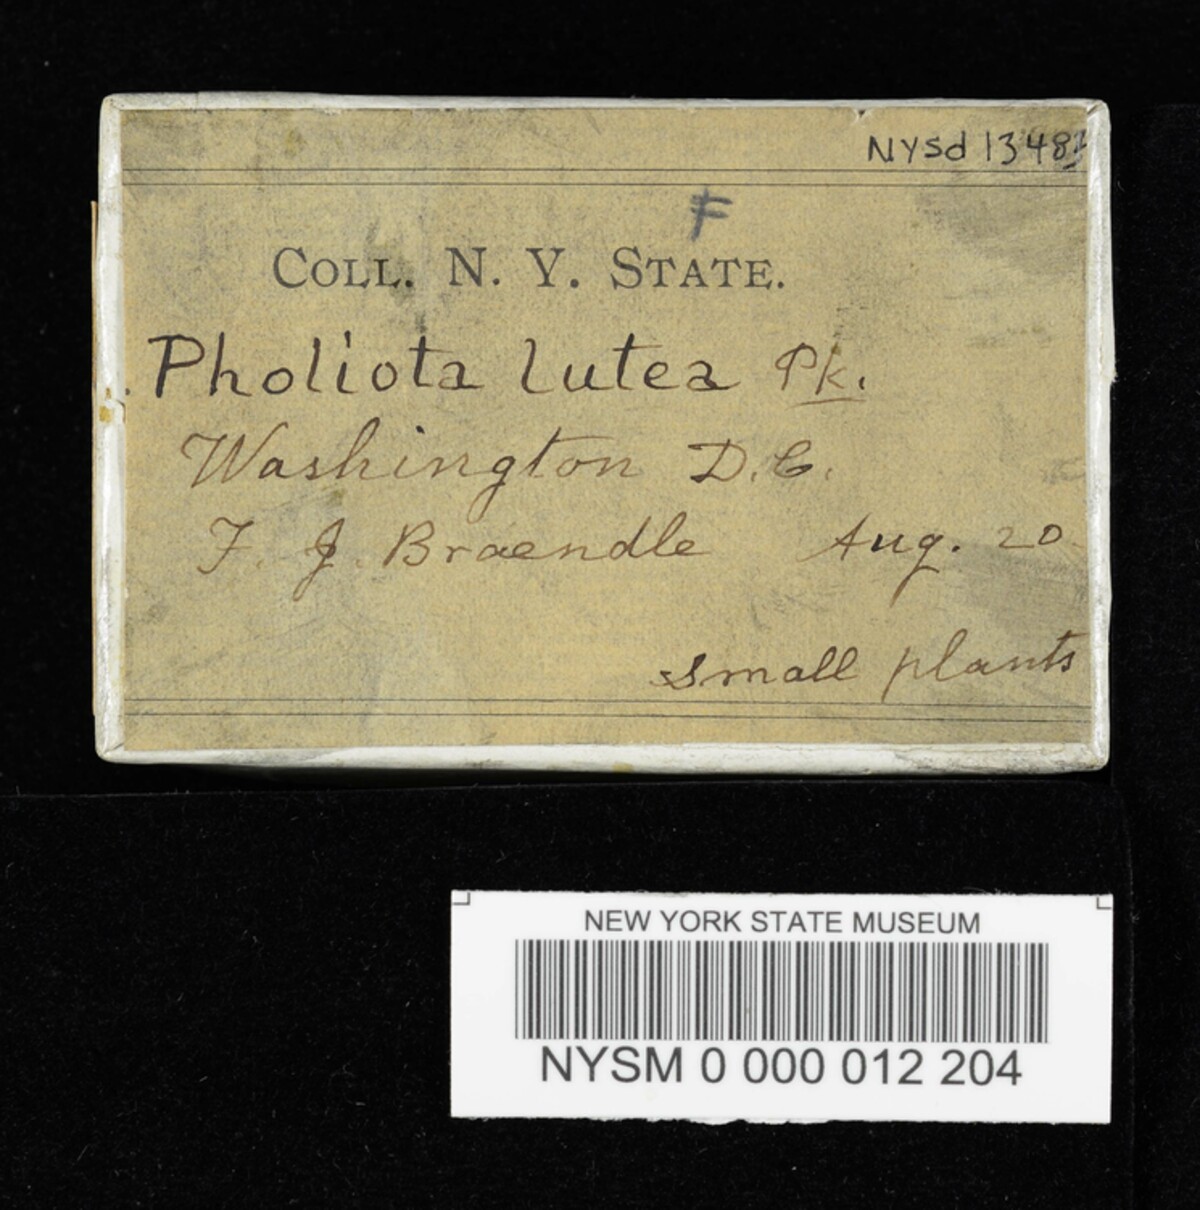 NYSd 1348
F
COLL. N. Y. STATE.
Pholiota lutea Pk.
Washington D.C.
F. J. Braendle Aug. 20
small plants
NEW YORK STATE MUSEUM
NYSM 0 000 012 204